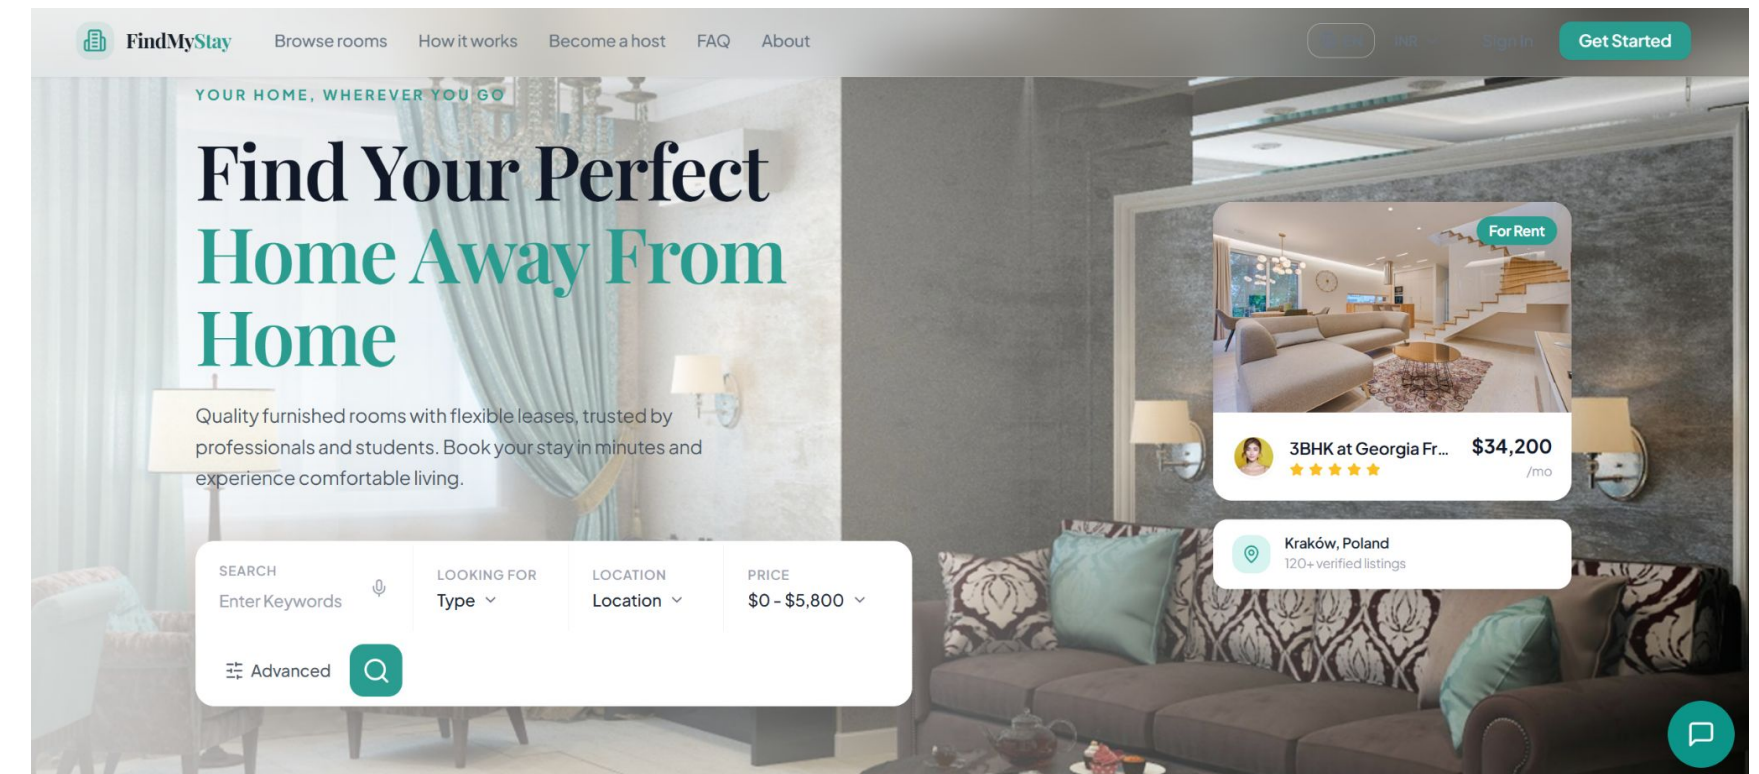 FindMyStay
Browse rooms
How it works
Become a host
FAQ
About
INR
Sign in
Get Started
YOUR HOME, WHEREVER YOU GO
Find Your Perfect
Home Away From
Home
Quality furnished rooms with flexible leases, trusted by
professionals and students. Book your stay in minutes and
experience comfortable living.
SEARCH
Enter Keywords
LOOKING FOR
Type
LOCATION
Location
PRICE
$0 - $5,800
Advanced
For Rent
3BHK at Georgia Fr...
$34,200
/mo
Kraków, Poland
120+ verified listings